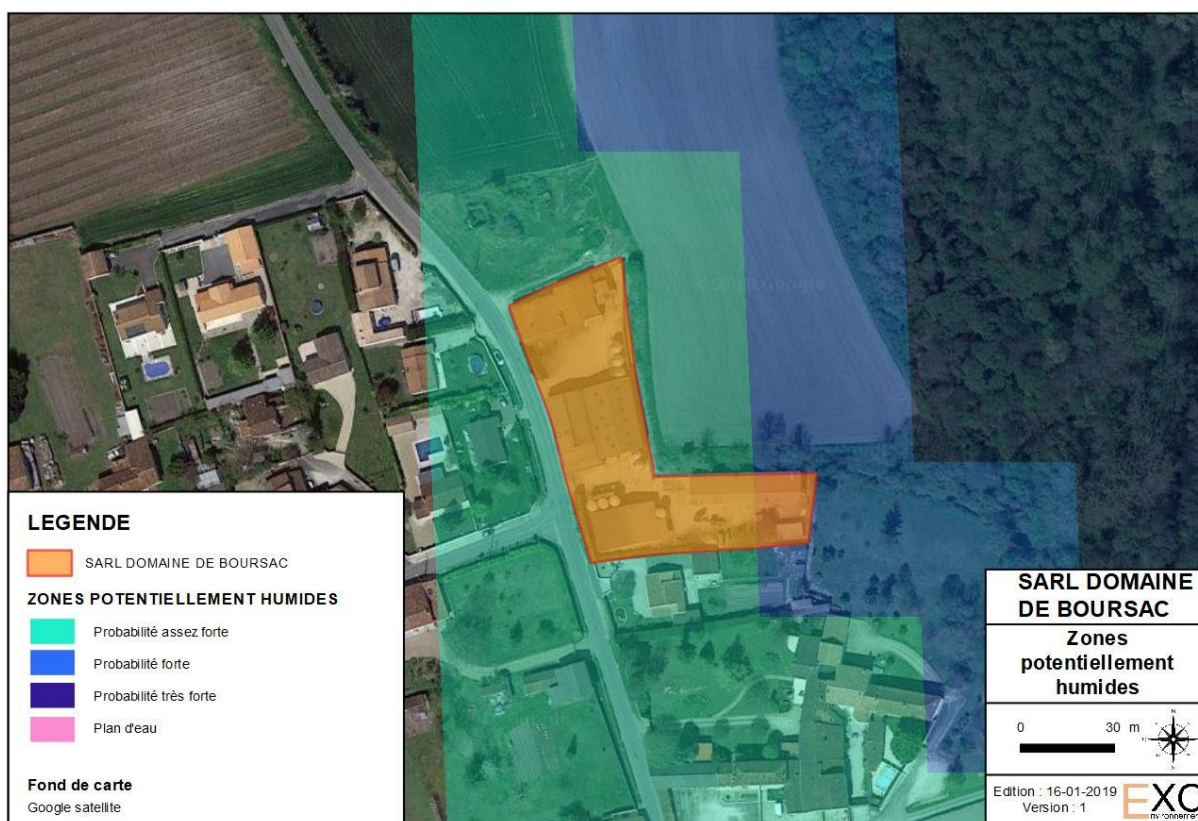 Google
LEGENDE
SARL DOMAINE DE BOURSAC
ZONES POTENTIELLEMENT HUMIDES
Probabilité assez forte
Probabilité forte
Probabilité très forte
Plan d'eau
Fond de carte
Google satellite
SARL DOMAINE
DE BOURSAC
Zones
potentiellement
humides
0 30 m
N
Edition : 16-01-2019
Version : 1
EXO